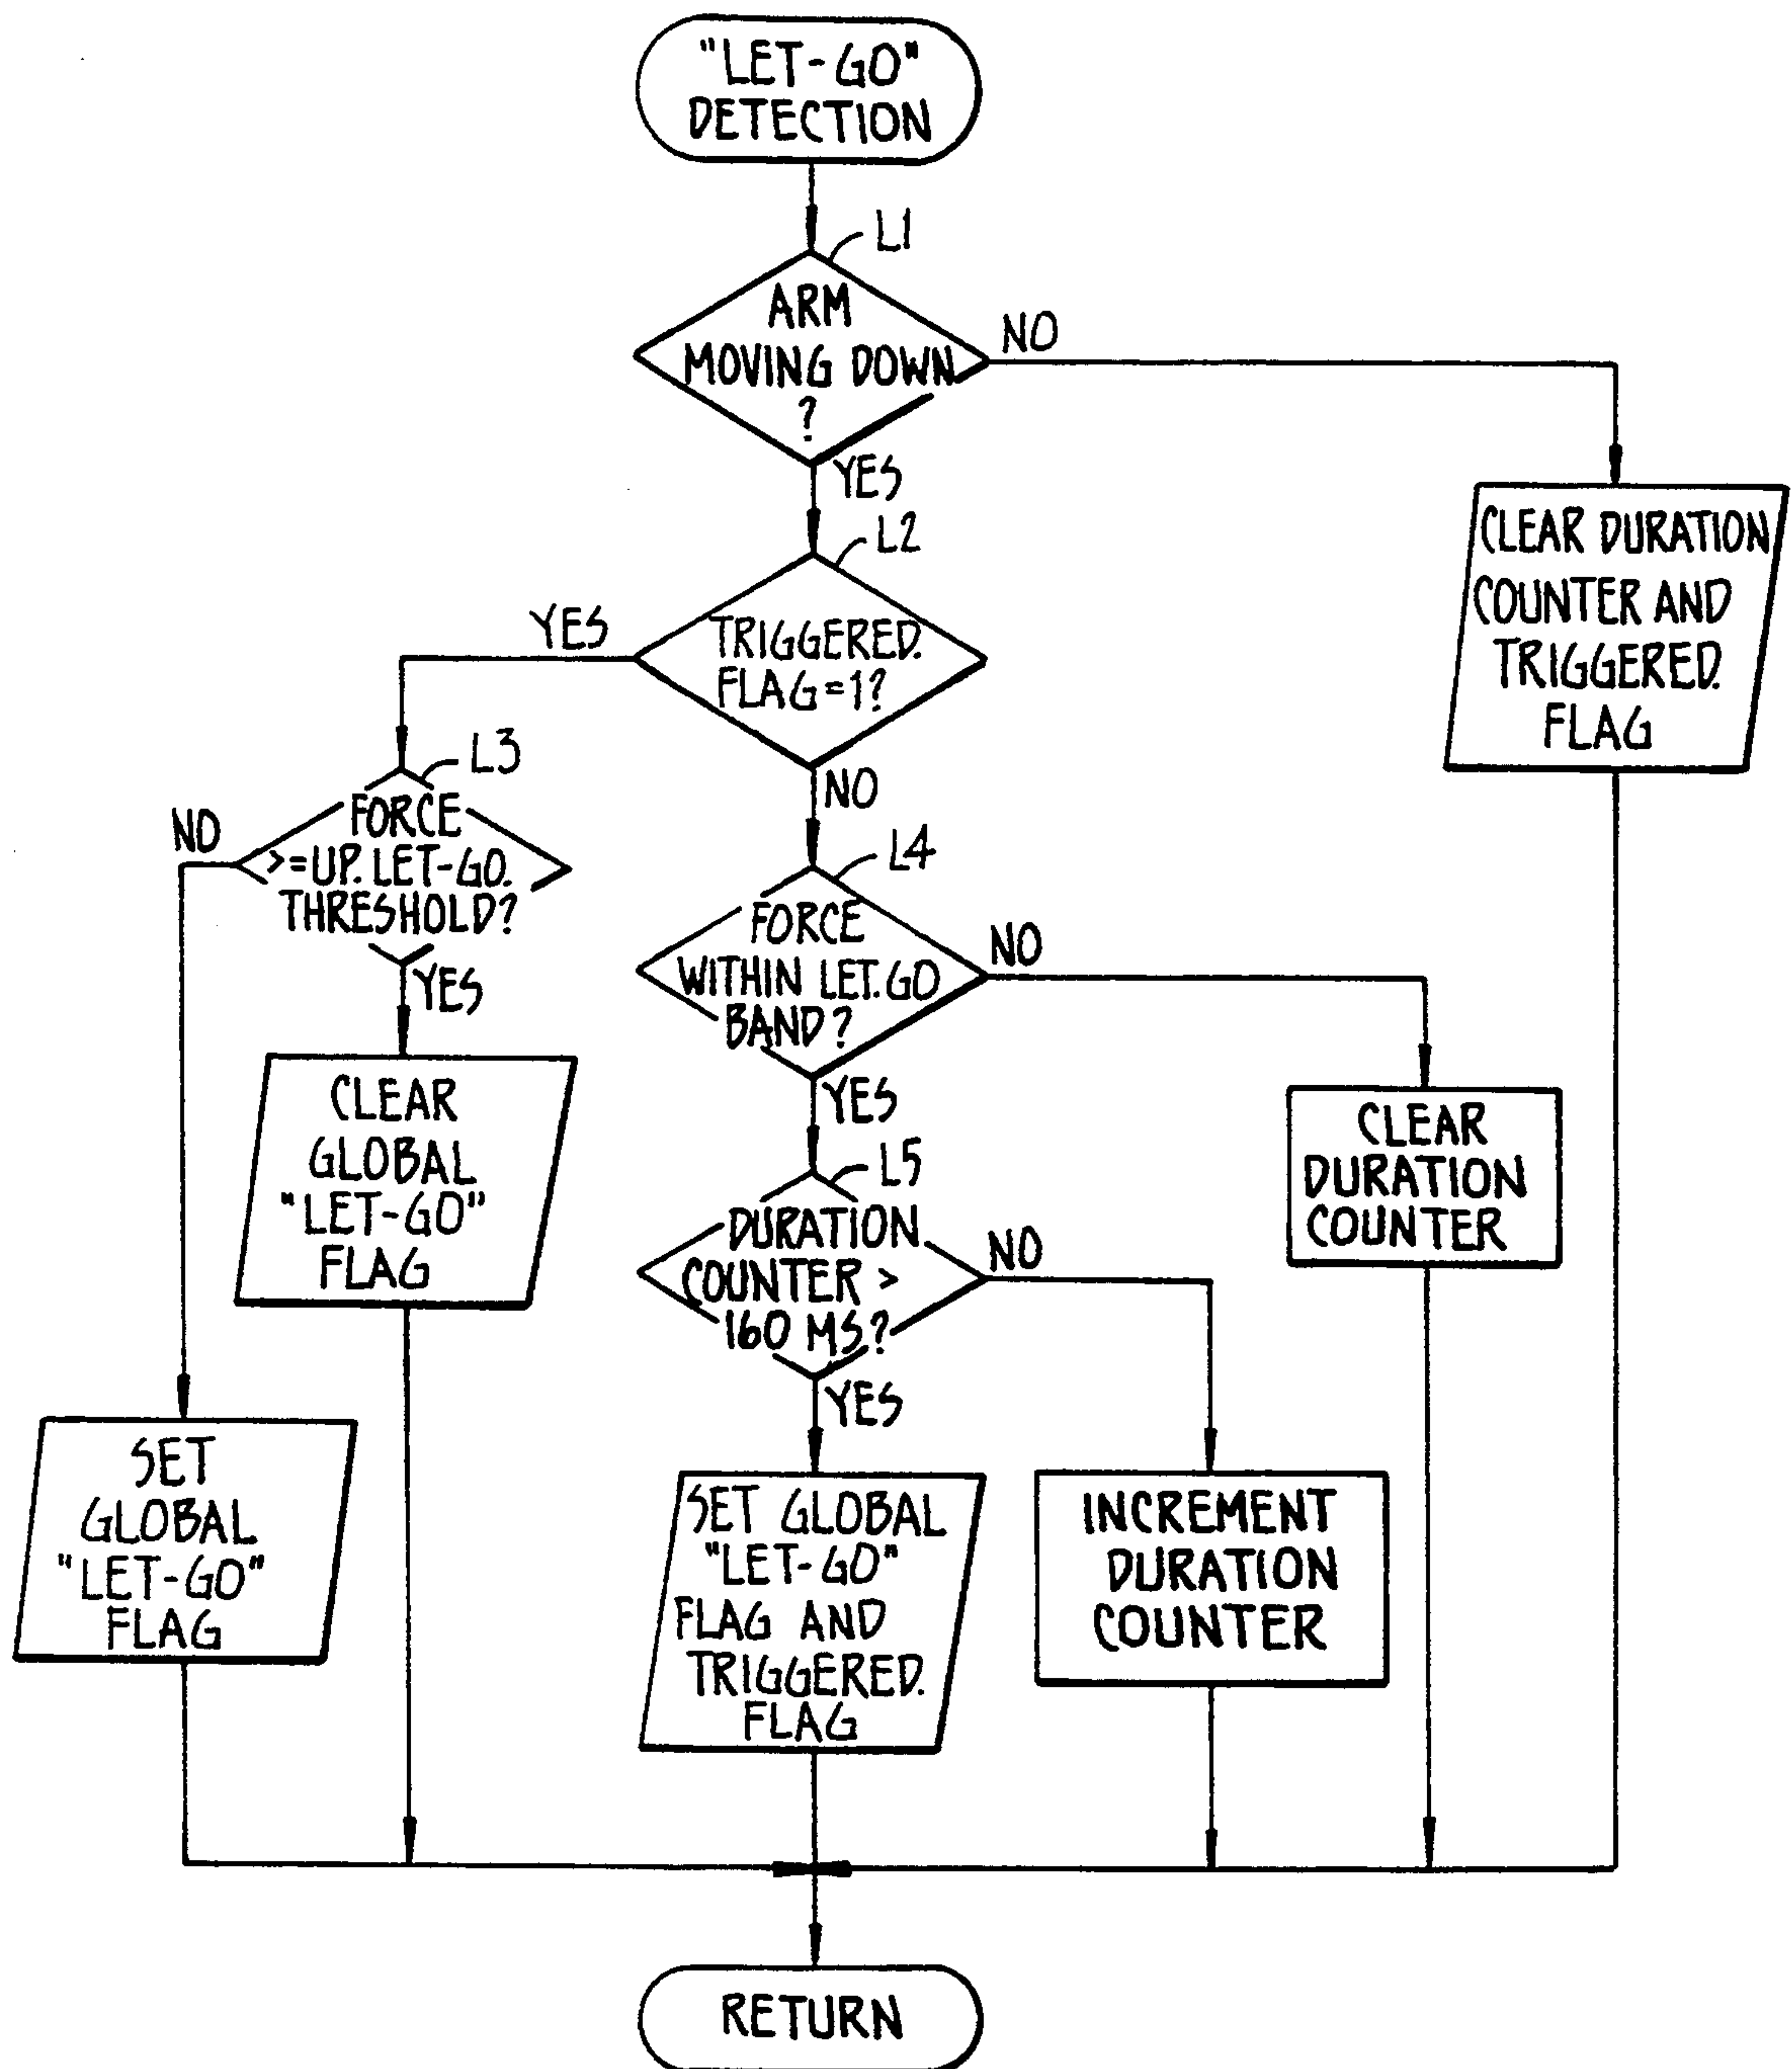 "LET-GO"
DETECTION
L1
ARM
MOVING DOWN
?
NO
YES
L2
TRIGGERED.
FLAG=1?
YES
NO
CLEAR DURATION
COUNTER AND
TRIGGERED.
FLAG
L3
FORCE
>=UP. LET-GO.
THRESHOLD?
NO
YES
L4
FORCE
WITHIN LET.GO
BAND?
NO
YES
CLEAR
GLOBAL
"LET-GO"
FLAG
CLEAR
DURATION
COUNTER
L5
DURATION.
COUNTER >
160 MS.?
NO
YES
SET
GLOBAL
"LET-GO"
FLAG
SET GLOBAL
"LET-GO"
FLAG AND
TRIGGERED.
FLAG
INCREMENT
DURATION
COUNTER
RETURN